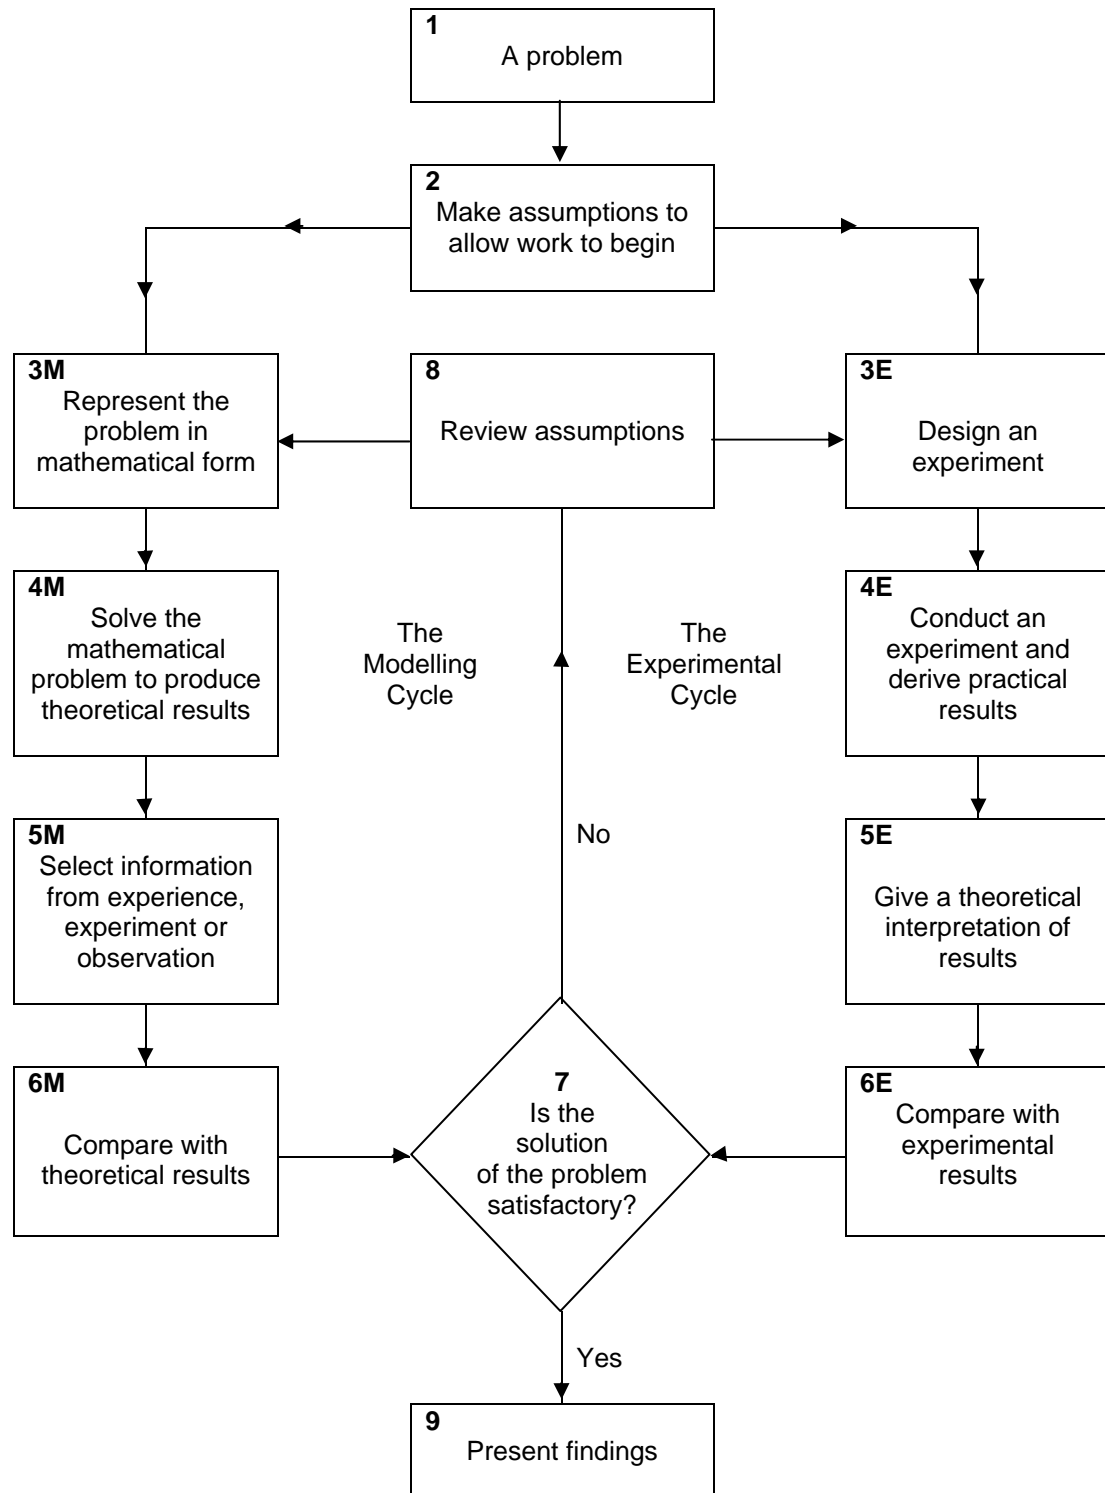 1
A problem
2
Make assumptions to
allow work to begin
3M
Represent the
problem in
mathematical form
8
Review assumptions
3E
Design an
experiment
4M
Solve the
mathematical
problem to produce
theoretical results
The
Modelling
Cycle
The
Experimental
Cycle
4E
Conduct an
experiment and
derive practical
results
5M
Select information
from experience,
experiment or
observation
No
5E
Give a theoretical
interpretation of
results
6M
Compare with
theoretical results
7
Is the
solution
of the problem
satisfactory?
6E
Compare with
experimental
results
Yes
9
Present findings